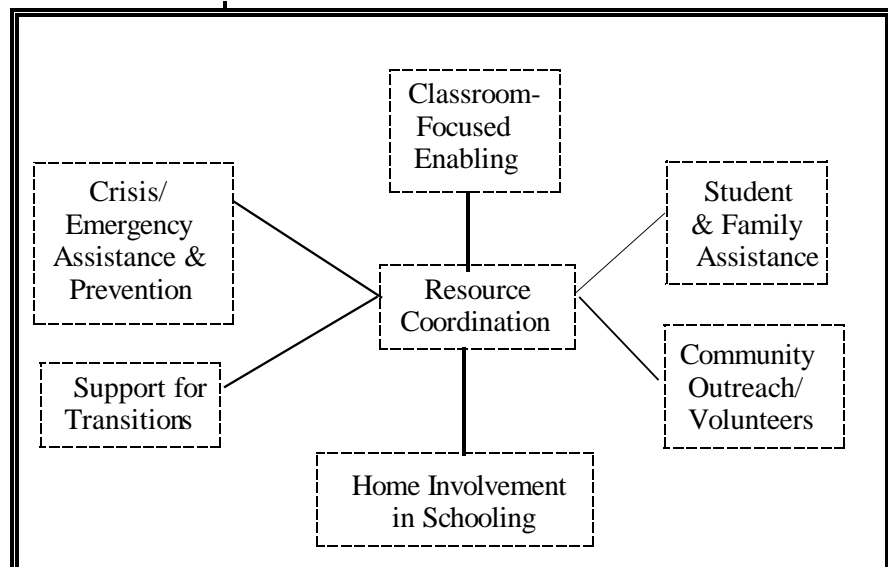 Classroom-
Focused
Enabling
Crisis/
Emergency
Assistance &
Prevention
Student
& Family
Assistance
Resource
Coordination
Support for
Transitions
Community
Outreach/
Volunteers
Home Involvement
in Schooling